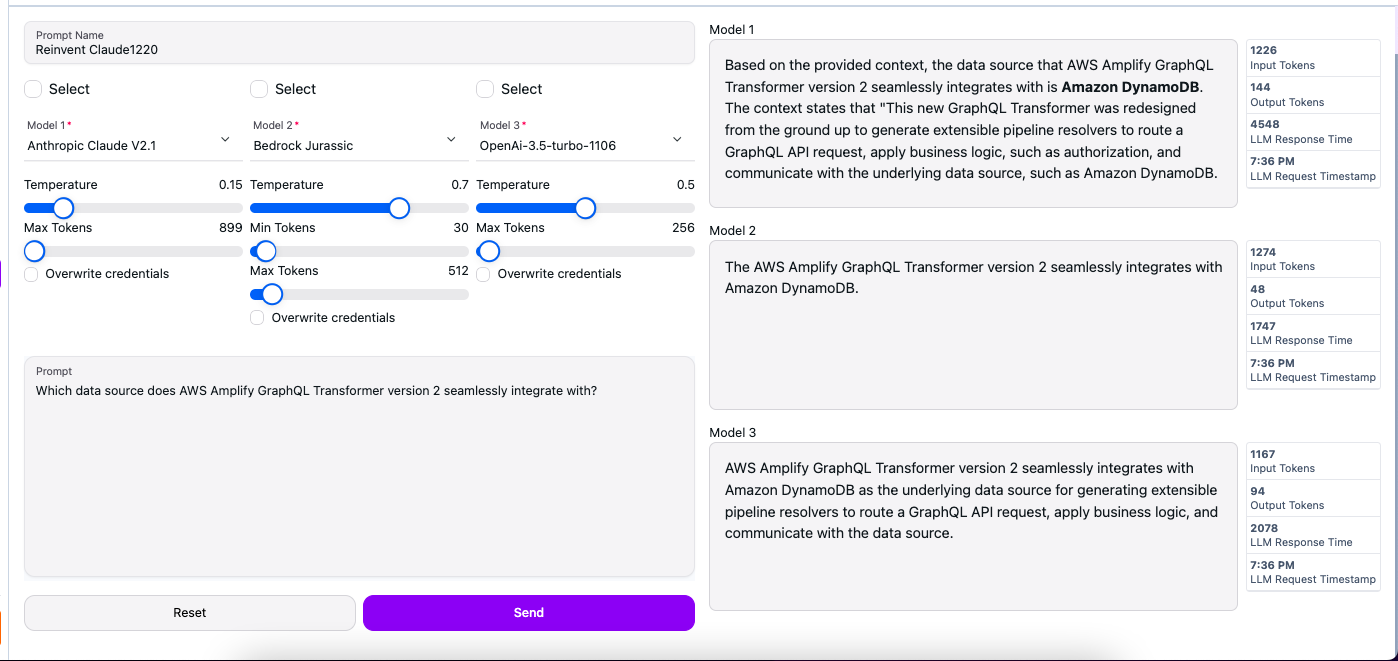 Prompt Name
Reinvent Claude1220
Select
Select
Select
Model 1*
Anthropic Claude V2.1
Model 2*
Bedrock Jurassic
Model 3*
OpenAi-3.5-turbo-1106
Temperature 0.15
Max Tokens 899
Overwrite credentials
Temperature 0.7
Min Tokens 30
Max Tokens 512
Overwrite credentials
Temperature 0.5
Max Tokens 256
Overwrite credentials
Prompt
Which data source does AWS Amplify GraphQL Transformer version 2 seamlessly integrate with?
Reset
Send
Model 1
Based on the provided context, the data source that AWS Amplify GraphQL
Transformer version 2 seamlessly integrates with is Amazon DynamoDB.
The context states that "This new GraphQL Transformer was redesigned
from the ground up to generate extensible pipeline resolvers to route a
GraphQL API request, apply business logic, such as authorization, and
communicate with the underlying data source, such as Amazon DynamoDB.
1226
Input Tokens
144
Output Tokens
4548
LLM Response Time
7:36 PM
LLM Request Timestamp
Model 2
The AWS Amplify GraphQL Transformer version 2 seamlessly integrates with
Amazon DynamoDB.
1274
Input Tokens
48
Output Tokens
1747
LLM Response Time
7:36 PM
LLM Request Timestamp
Model 3
AWS Amplify GraphQL Transformer version 2 seamlessly integrates with
Amazon DynamoDB as the underlying data source for generating extensible
pipeline resolvers to route a GraphQL API request, apply business logic, and
communicate with the data source.
1167
Input Tokens
94
Output Tokens
2078
LLM Response Time
7:36 PM
LLM Request Timestamp